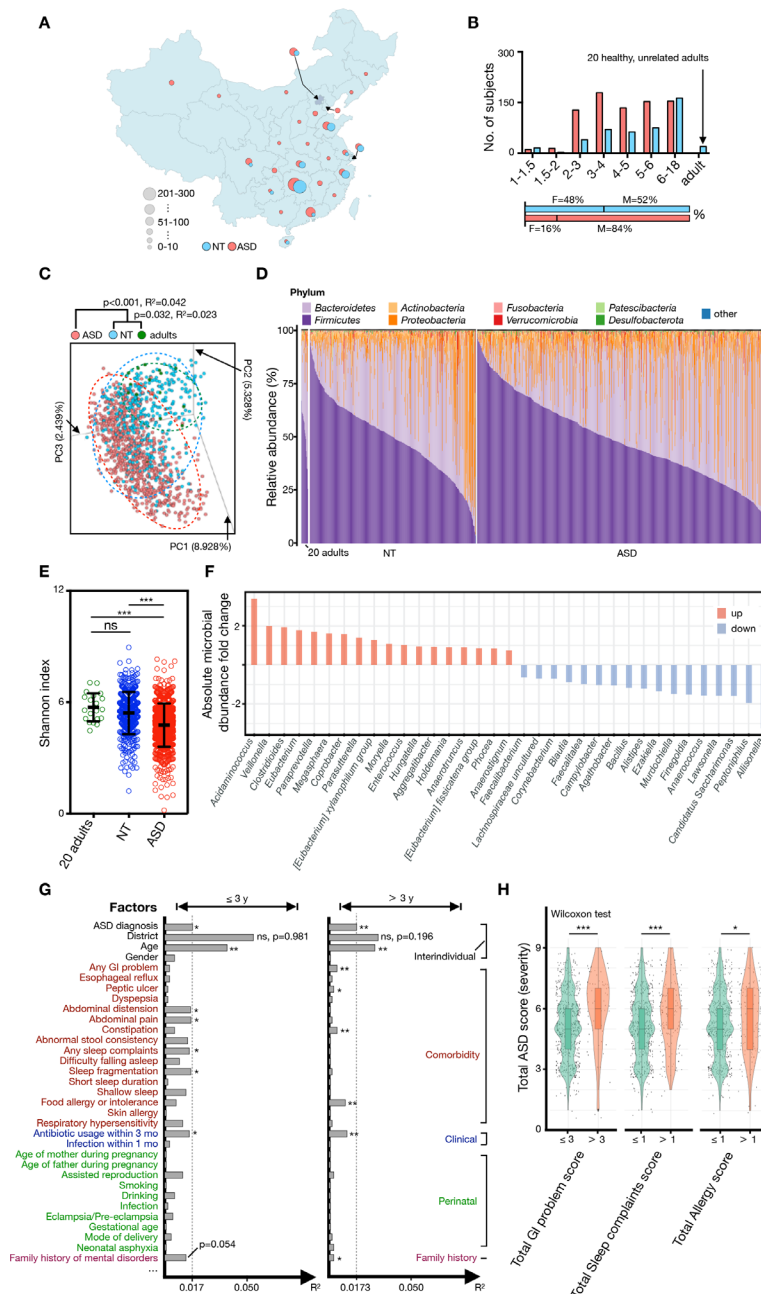 A
201-300
51-100
0-10
NT
ASD
B
20 healthy, unrelated adults
No. of subjects
300
150
0
1-1.5
1.5-2
2-3
3-4
4-5
5-6
6-18
adult
F=48%
M=52%
%
F=16%
M=84%
C
p<0.001, R²=0.042
p=0.032, R²=0.023
ASD
NT
adults
PC2 (5.328%)
PC3 (2.439%)
PC1 (8.928%)
D
Phylum
Bacteroidetes
Actinobacteria
Fusobacteria
Patescibacteria
other
Firmicutes
Proteobacteria
Verrucomicrobia
Desulfobacterota
Relative abundance (%)
100
75
50
25
0
20 adults
NT
ASD
E
Shannon index
12
6
0
***
***
ns
20 adults
NT
ASD
F
Absolute microbial
dbundance fold change
2
-2
up
down
Acidaminococcus
Veillonella
Clostridioides
Eubacterium
Paraprevotella
Megasphaera
Coprobacter
Parasutterella
[Eubacterium] xylanophilum group
Moryella
Enterococcus
Hungatella
Aggregatibacter
Holdemania
Anaerotruncus
[Eubacterium] fissicatena group
Phocea
Anaerostignum
Faecalibacterium
Lachnospiraceae uncultured
Corynebacterium
Blautia
Faecalitalea
Campylobacter
Agathobacter
Bacillus
Alistipes
Ezakiella
Murdochiella
Finegoldia
Anaerococcus
Lawsonella
Candidatus Saccharimonas
Peptoniphilus
Allisonella
G
Factors
≤ 3 y
> 3 y
ASD diagnosis * **
District ns, p=0.981 ns, p=0.196
Age ** **
Gender
Interindividual
Any GI problem **
Esophageal reflux
Peptic ulcer *
Dyspepsia
Abdominal distension *
Abdominal pain *
Constipation **
Abnormal stool consistency
Any sleep complaints *
Difficulty falling asleep
Sleep fragmentation *
Short sleep duration
Shallow sleep
Food allergy or intolerance **
Skin allergy
Respiratory hypersensitivity
Comorbidity
Antibiotic usage within 3 mo * **
Infection within 1 mo
Clinical
Age of mother during pregnancy
Age of father during pregnancy
Assisted reproduction
Smoking
Drinking
Infection
Eclampsia/Pre-eclampsia
Gestational age
Mode of delivery
Neonatal asphyxia
Perinatal
p=0.054
Family history of mental disorders *
Family history
...
0.017
0.050
R²
0.0173
0.050
R²
H
Wilcoxon test
***
***
*
Total ASD score (severity)
9
6
3
0
≤ 3
> 3
≤ 1
> 1
≤ 1
> 1
Total GI problem score
Total Sleep complaints score
Total Allergy score